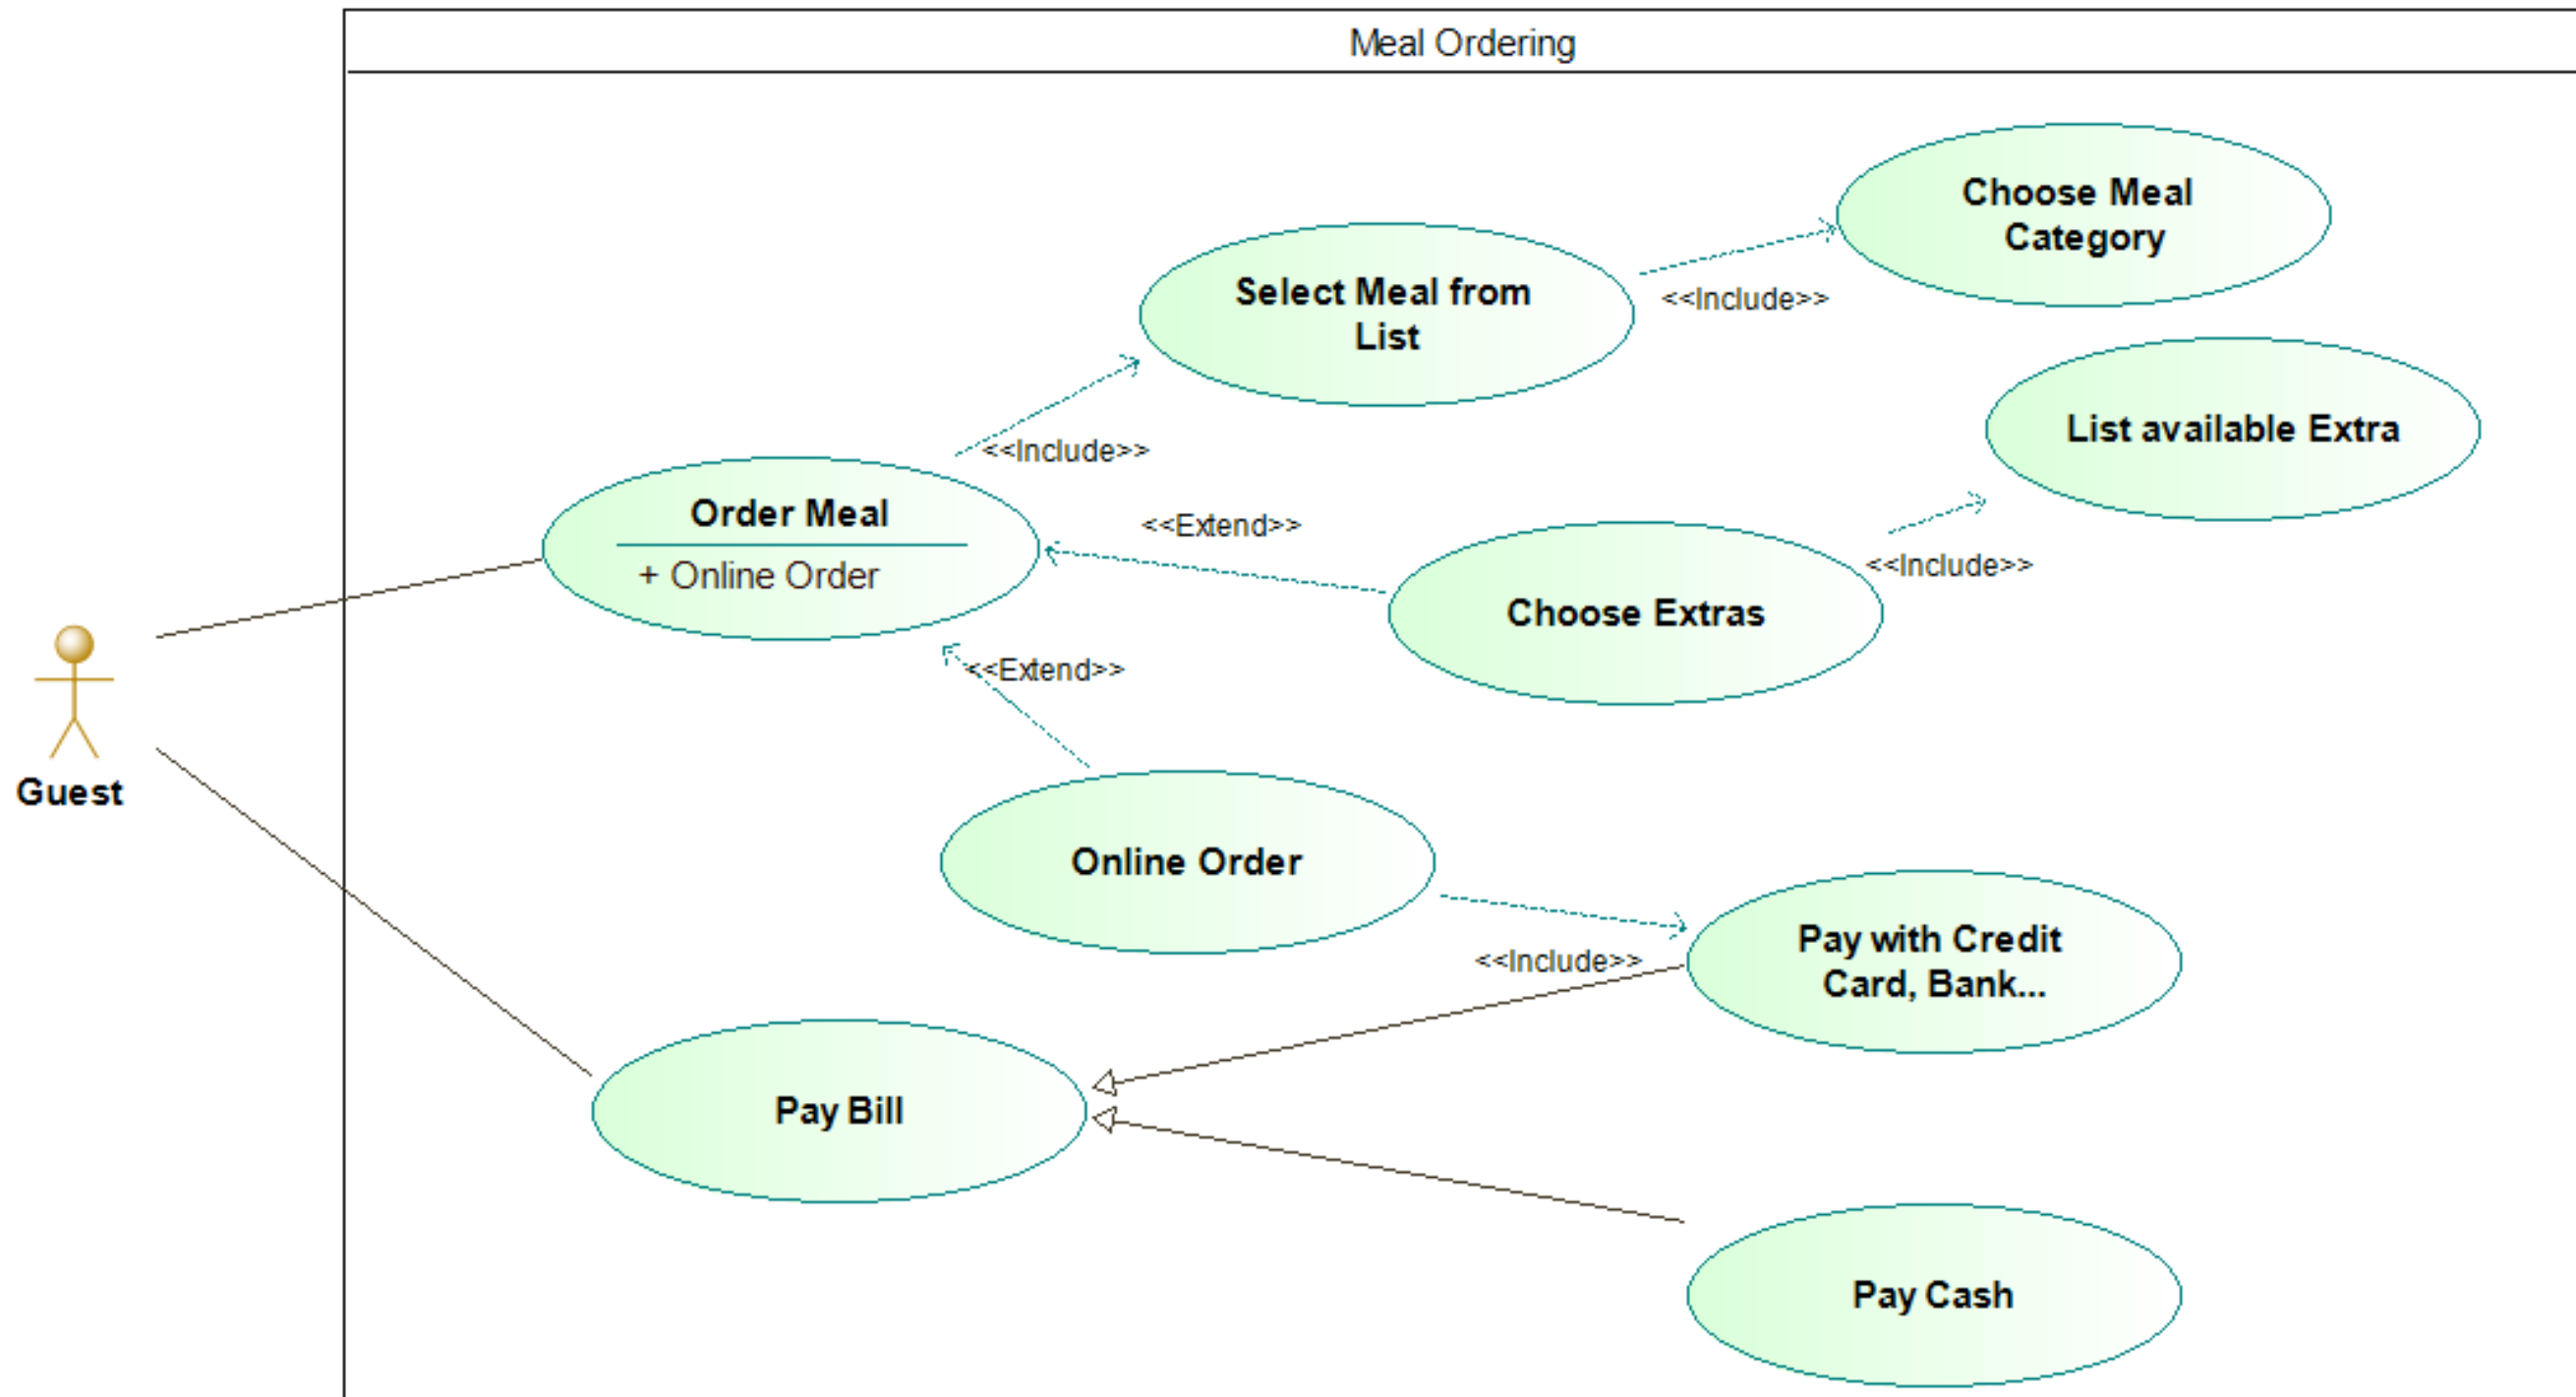 Meal Ordering
Choose Meal
Category
Select Meal from
List
<<Include>>
List available Extra
<<Include>>
Order Meal
+ Online Order
<<Extend>>
<<Include>>
Choose Extras
<<Extend>>
Guest
Online Order
<<Include>>
Pay with Credit
Card, Bank...
Pay Bill
Pay Cash